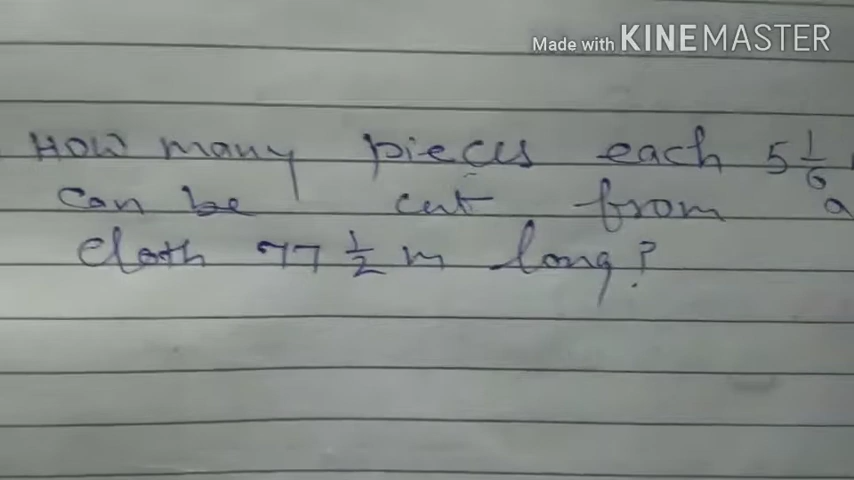 Made with KINEMASTER
How many pieces each 5 1/6
can be cut from a
cloth 77 1/2 m long?